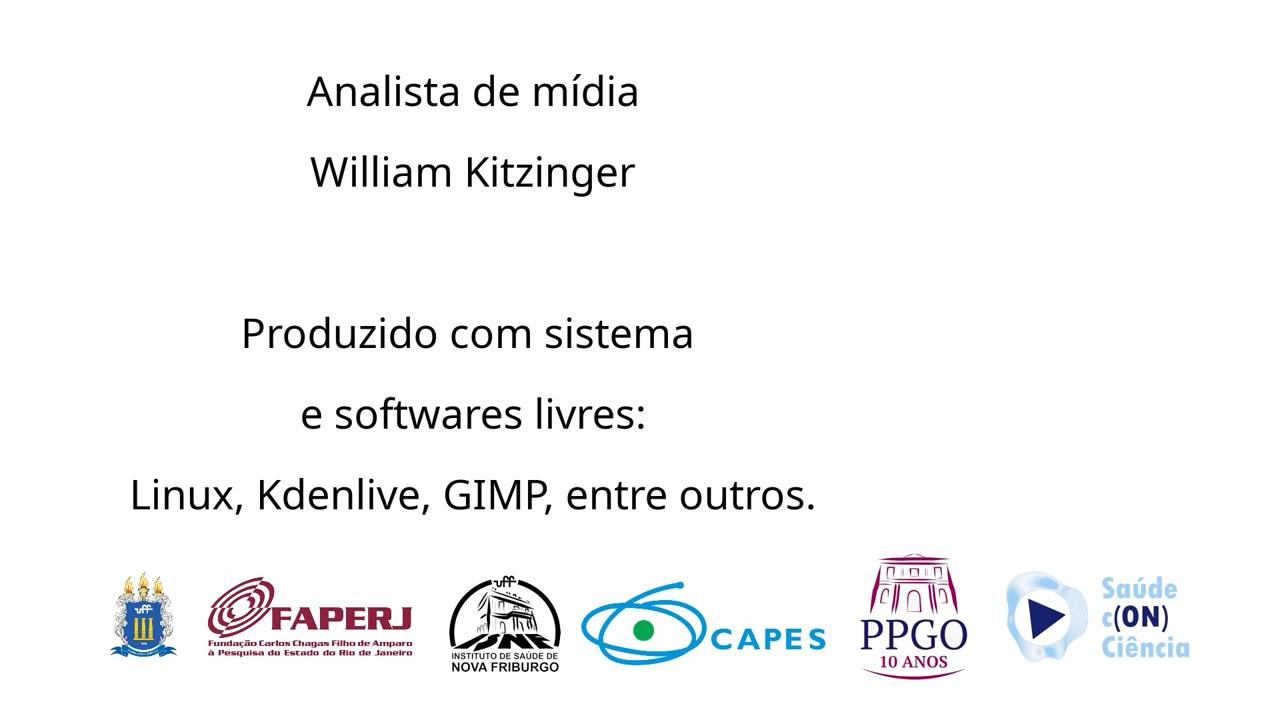 Analista de mídia
William Kitzinger
Produzido com sistema
e softwares livres:
Linux, Kdenlive, GIMP, entre outros.
uff
FAPERJ
Fundação Carlos Chagas Filho de Amparo
à Pesquisa do Estado do Rio de Janeiro
uff
INSTITUTO DE SAÚDE DE
NOVA FRIBURGO
CAPES
PPGO
10 ANOS
Saúde
c(ON)
Ciência